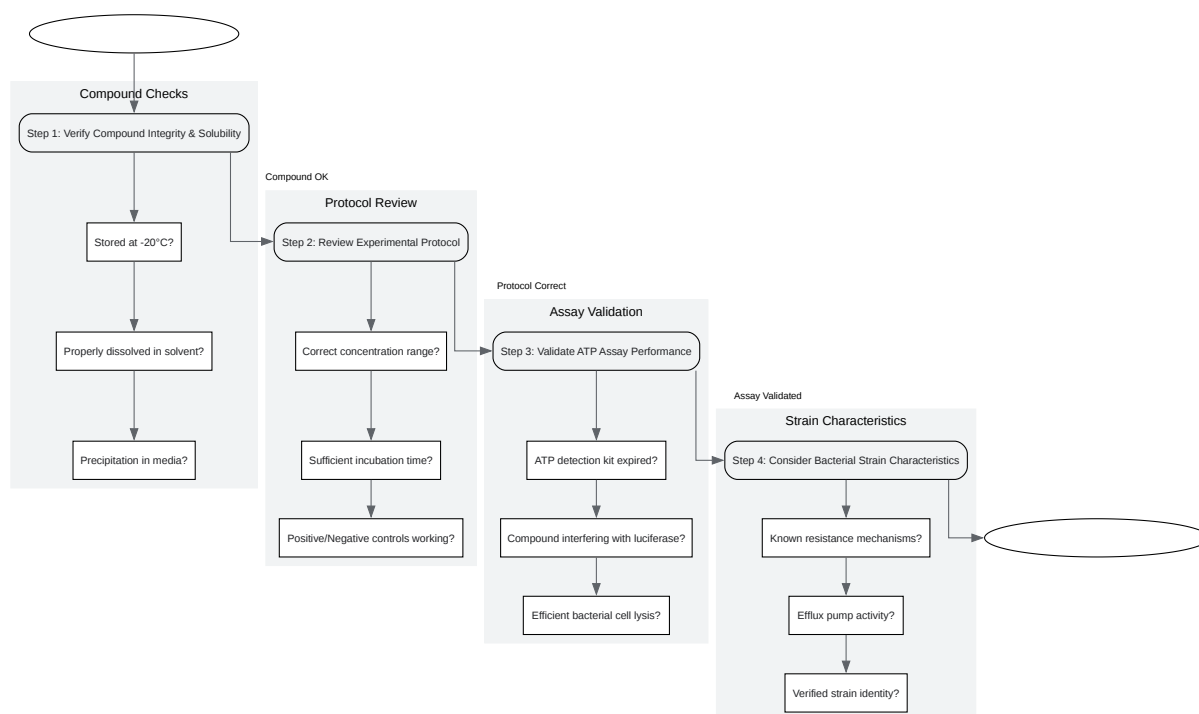 Compound Checks
Step 1: Verify Compound Integrity & Solubility
Stored at -20°C?
Properly dissolved in solvent?
Precipitation in media?
Compound OK
Protocol Review
Step 2: Review Experimental Protocol
Correct concentration range?
Sufficient incubation time?
Positive/Negative controls working?
Protocol Correct
Assay Validation
Step 3: Validate ATP Assay Performance
ATP detection kit expired?
Compound interfering with luciferase?
Efficient bacterial cell lysis?
Assay Validated
Strain Characteristics
Step 4: Consider Bacterial Strain Characteristics
Known resistance mechanisms?
Efflux pump activity?
Verified strain identity?